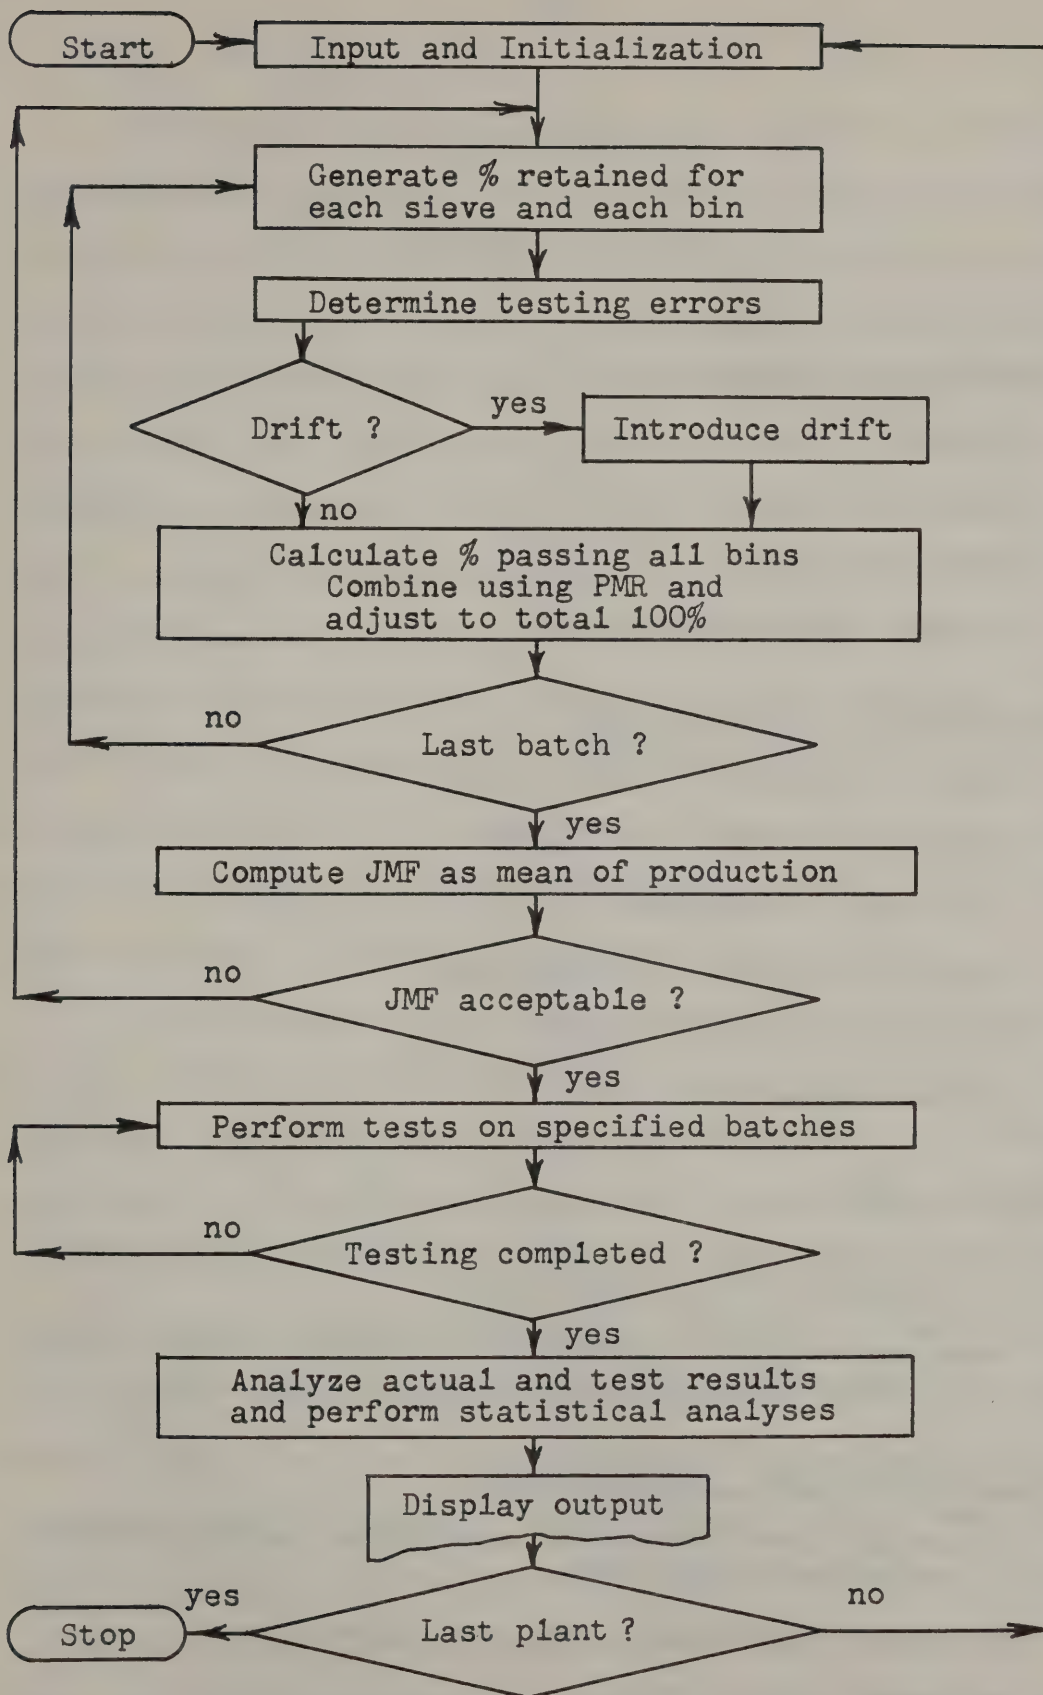 Start
Input and Initialization
Generate % retained for
each sieve and each bin
Determine testing errors
Drift ?
yes
Introduce drift
no
Calculate % passing all bins
Combine using PMR and
adjust to total 100%
no
Last batch ?
yes
Compute JMF as mean of production
no
JMF acceptable ?
yes
Perform tests on specified batches
no
Testing completed ?
yes
Analyze actual and test results
and perform statistical analyses
Display output
yes
no
Stop
Last plant ?